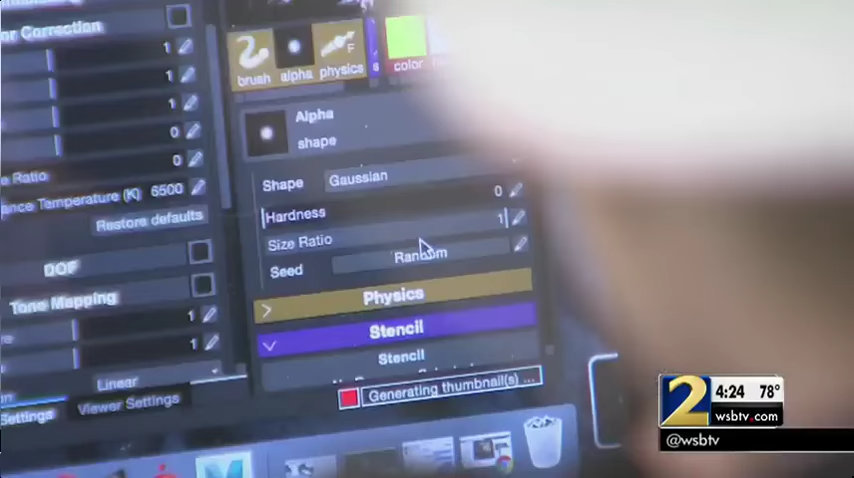 or Correction
1
1
1
0
0
e Ratio
ance Temperature (K) 6500
Restore defaults
DOF
Tone Mapping
1
1
Linear
Settings
Viewer Settings
brush alpha physics
F
s
color
Alpha
shape
Shape Gaussian
Hardness 0
Size Ratio 1
Seed Random
Physics
Stencil
Stencil
Generating thumbnail(s) ...
2
4:24 78°
wsbtv.com
@wsbtv